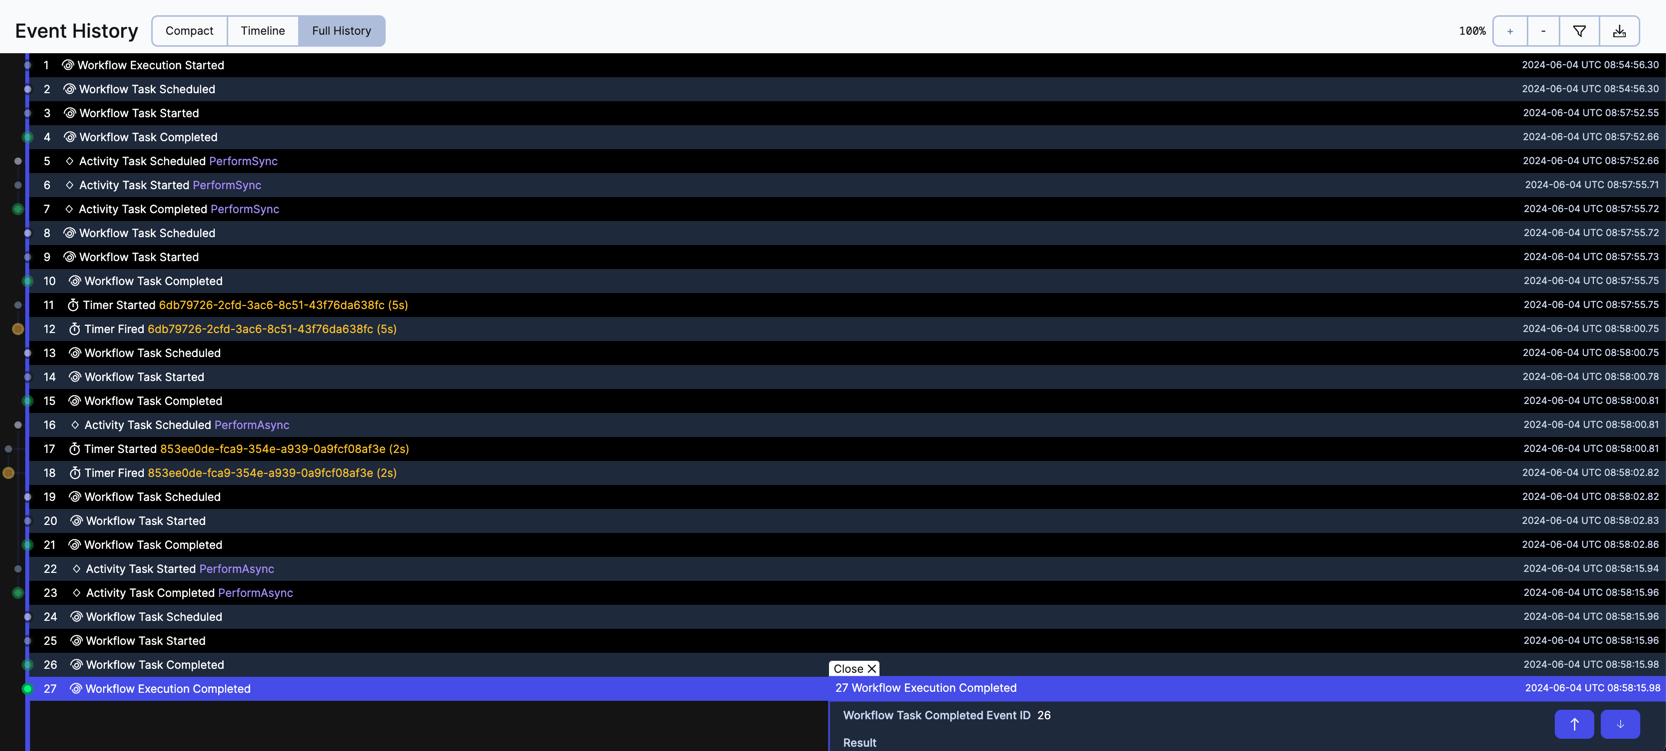 Event History Compact Timeline Full History 100% + -
1 Workflow Execution Started 2024-06-04 UTC 08:54:56.30
2 Workflow Task Scheduled 2024-06-04 UTC 08:54:56.30
3 Workflow Task Started 2024-06-04 UTC 08:57:52.55
4 Workflow Task Completed 2024-06-04 UTC 08:57:52.66
5 Activity Task Scheduled PerformSync 2024-06-04 UTC 08:57:52.66
6 Activity Task Started PerformSync 2024-06-04 UTC 08:57:55.71
7 Activity Task Completed PerformSync 2024-06-04 UTC 08:57:55.72
8 Workflow Task Scheduled 2024-06-04 UTC 08:57:55.72
9 Workflow Task Started 2024-06-04 UTC 08:57:55.73
10 Workflow Task Completed 2024-06-04 UTC 08:57:55.75
11 Timer Started 6db79726-2cfd-3ac6-8c51-43f76da638fc (5s) 2024-06-04 UTC 08:57:55.75
12 Timer Fired 6db79726-2cfd-3ac6-8c51-43f76da638fc (5s) 2024-06-04 UTC 08:58:00.75
13 Workflow Task Scheduled 2024-06-04 UTC 08:58:00.75
14 Workflow Task Started 2024-06-04 UTC 08:58:00.78
15 Workflow Task Completed 2024-06-04 UTC 08:58:00.81
16 Activity Task Scheduled PerformAsync 2024-06-04 UTC 08:58:00.81
17 Timer Started 853ee0de-fca9-354e-a939-0a9fcf08af3e (2s) 2024-06-04 UTC 08:58:00.81
18 Timer Fired 853ee0de-fca9-354e-a939-0a9fcf08af3e (2s) 2024-06-04 UTC 08:58:02.82
19 Workflow Task Scheduled 2024-06-04 UTC 08:58:02.82
20 Workflow Task Started 2024-06-04 UTC 08:58:02.83
21 Workflow Task Completed 2024-06-04 UTC 08:58:02.86
22 Activity Task Started PerformAsync 2024-06-04 UTC 08:58:15.94
23 Activity Task Completed PerformAsync 2024-06-04 UTC 08:58:15.96
24 Workflow Task Scheduled 2024-06-04 UTC 08:58:15.96
25 Workflow Task Started 2024-06-04 UTC 08:58:15.96
26 Workflow Task Completed 2024-06-04 UTC 08:58:15.98
Close
27 Workflow Execution Completed 27 Workflow Execution Completed 2024-06-04 UTC 08:58:15.98
Workflow Task Completed Event ID 26
Result